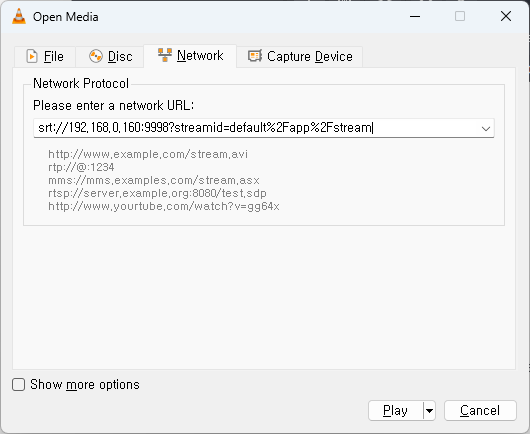 Open Media
File
Disc
Network
Capture Device
Network Protocol
Please enter a network URL:
srt://192,168,0,160:9998?streamid=default%2Fapp%2Fstream
http://www,example,com/stream,avi
rtp://@:1234
mms://mms,examples,com/stream,asx
rtsp://server,example,org:8080/test,sdp
http://www,yourtube,com/watch?v=gg64x
Show more options
Play
Cancel